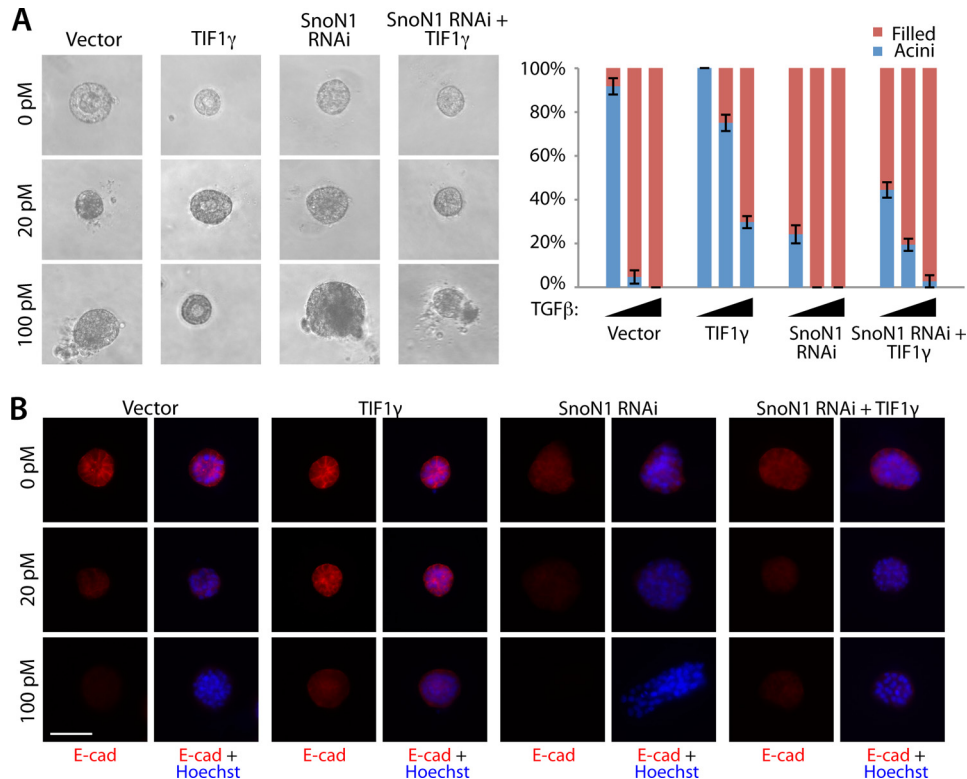 A
Vector
TIF1γ
SnoN1
RNAi
SnoN1 RNAi +
TIF1γ
0 pM
20 pM
100 pM
Filled
Acini
100%
80%
60%
40%
20%
0%
TGFβ:
Vector
TIF1γ
SnoN1
RNAi
SnoN1 RNAi +
TIF1γ
B
Vector
TIF1γ
SnoN1 RNAi
SnoN1 RNAi + TIF1γ
0 pM
20 pM
100 pM
E-cad
E-cad +
Hoechst
E-cad
E-cad +
Hoechst
E-cad
E-cad +
Hoechst
E-cad
E-cad +
Hoechst